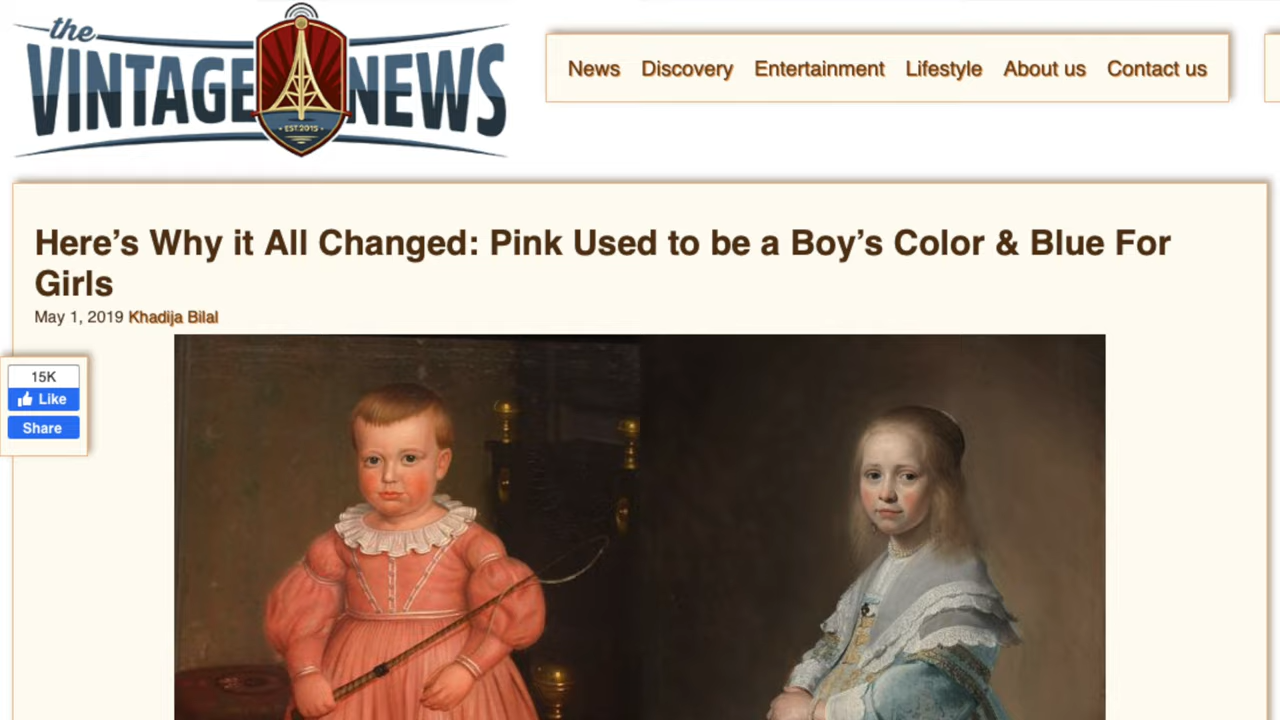 the
VINTAGE NEWS
EST.2015
News Discovery Entertainment Lifestyle About us Contact us
Here’s Why it All Changed: Pink Used to be a Boy’s Color & Blue For
Girls
May 1, 2019 Khadija Bilal
15K
Like
Share